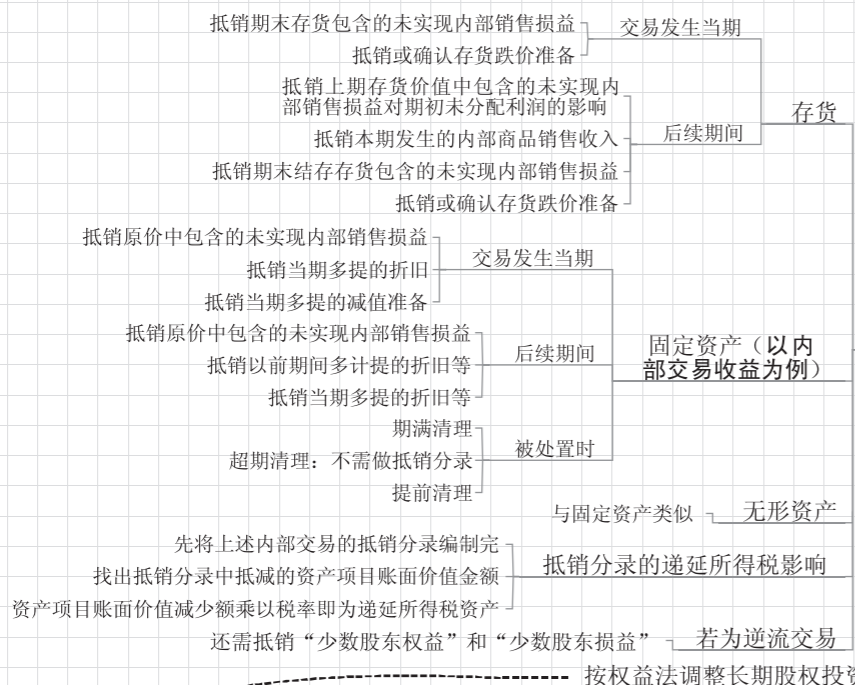 抵销期末存货包含的未实现内部销售损益
抵销或确认存货跌价准备
交易发生当期
抵销上期存货价值中包含的未实现内
部销售损益对期初未分配利润的影响
抵销本期发生的内部商品销售收入
抵销期末结存存货包含的未实现内部销售损益
抵销或确认存货跌价准备
后续期间
存货
抵销原价中包含的未实现内部销售损益
抵销当期多提的折旧
抵销当期多提的减值准备
交易发生当期
抵销原价中包含的未实现内部销售损益
抵销以前期间多计提的折旧等
抵销当期多提的折旧等
后续期间
期满清理
超期清理：不需做抵销分录
提前清理
被处置时
固定资产（以内
部交易收益为例）
与固定资产类似
无形资产
先将上述内部交易的抵销分录编制完
找出抵销分录中抵减的资产项目账面价值金额
资产项目账面价值减少额乘以税率即为递延所得税资产
抵销分录的递延所得税影响
还需抵销“少数股东权益”和“少数股东损益”
若为逆流交易
按权益法调整长期股权投资